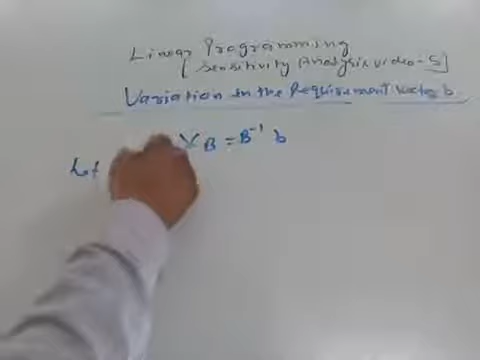 Linear Programming
[Sensitivity Analysis video-5]
Variation in the Requirement Vector b.
Let X_B = B^{-1} b